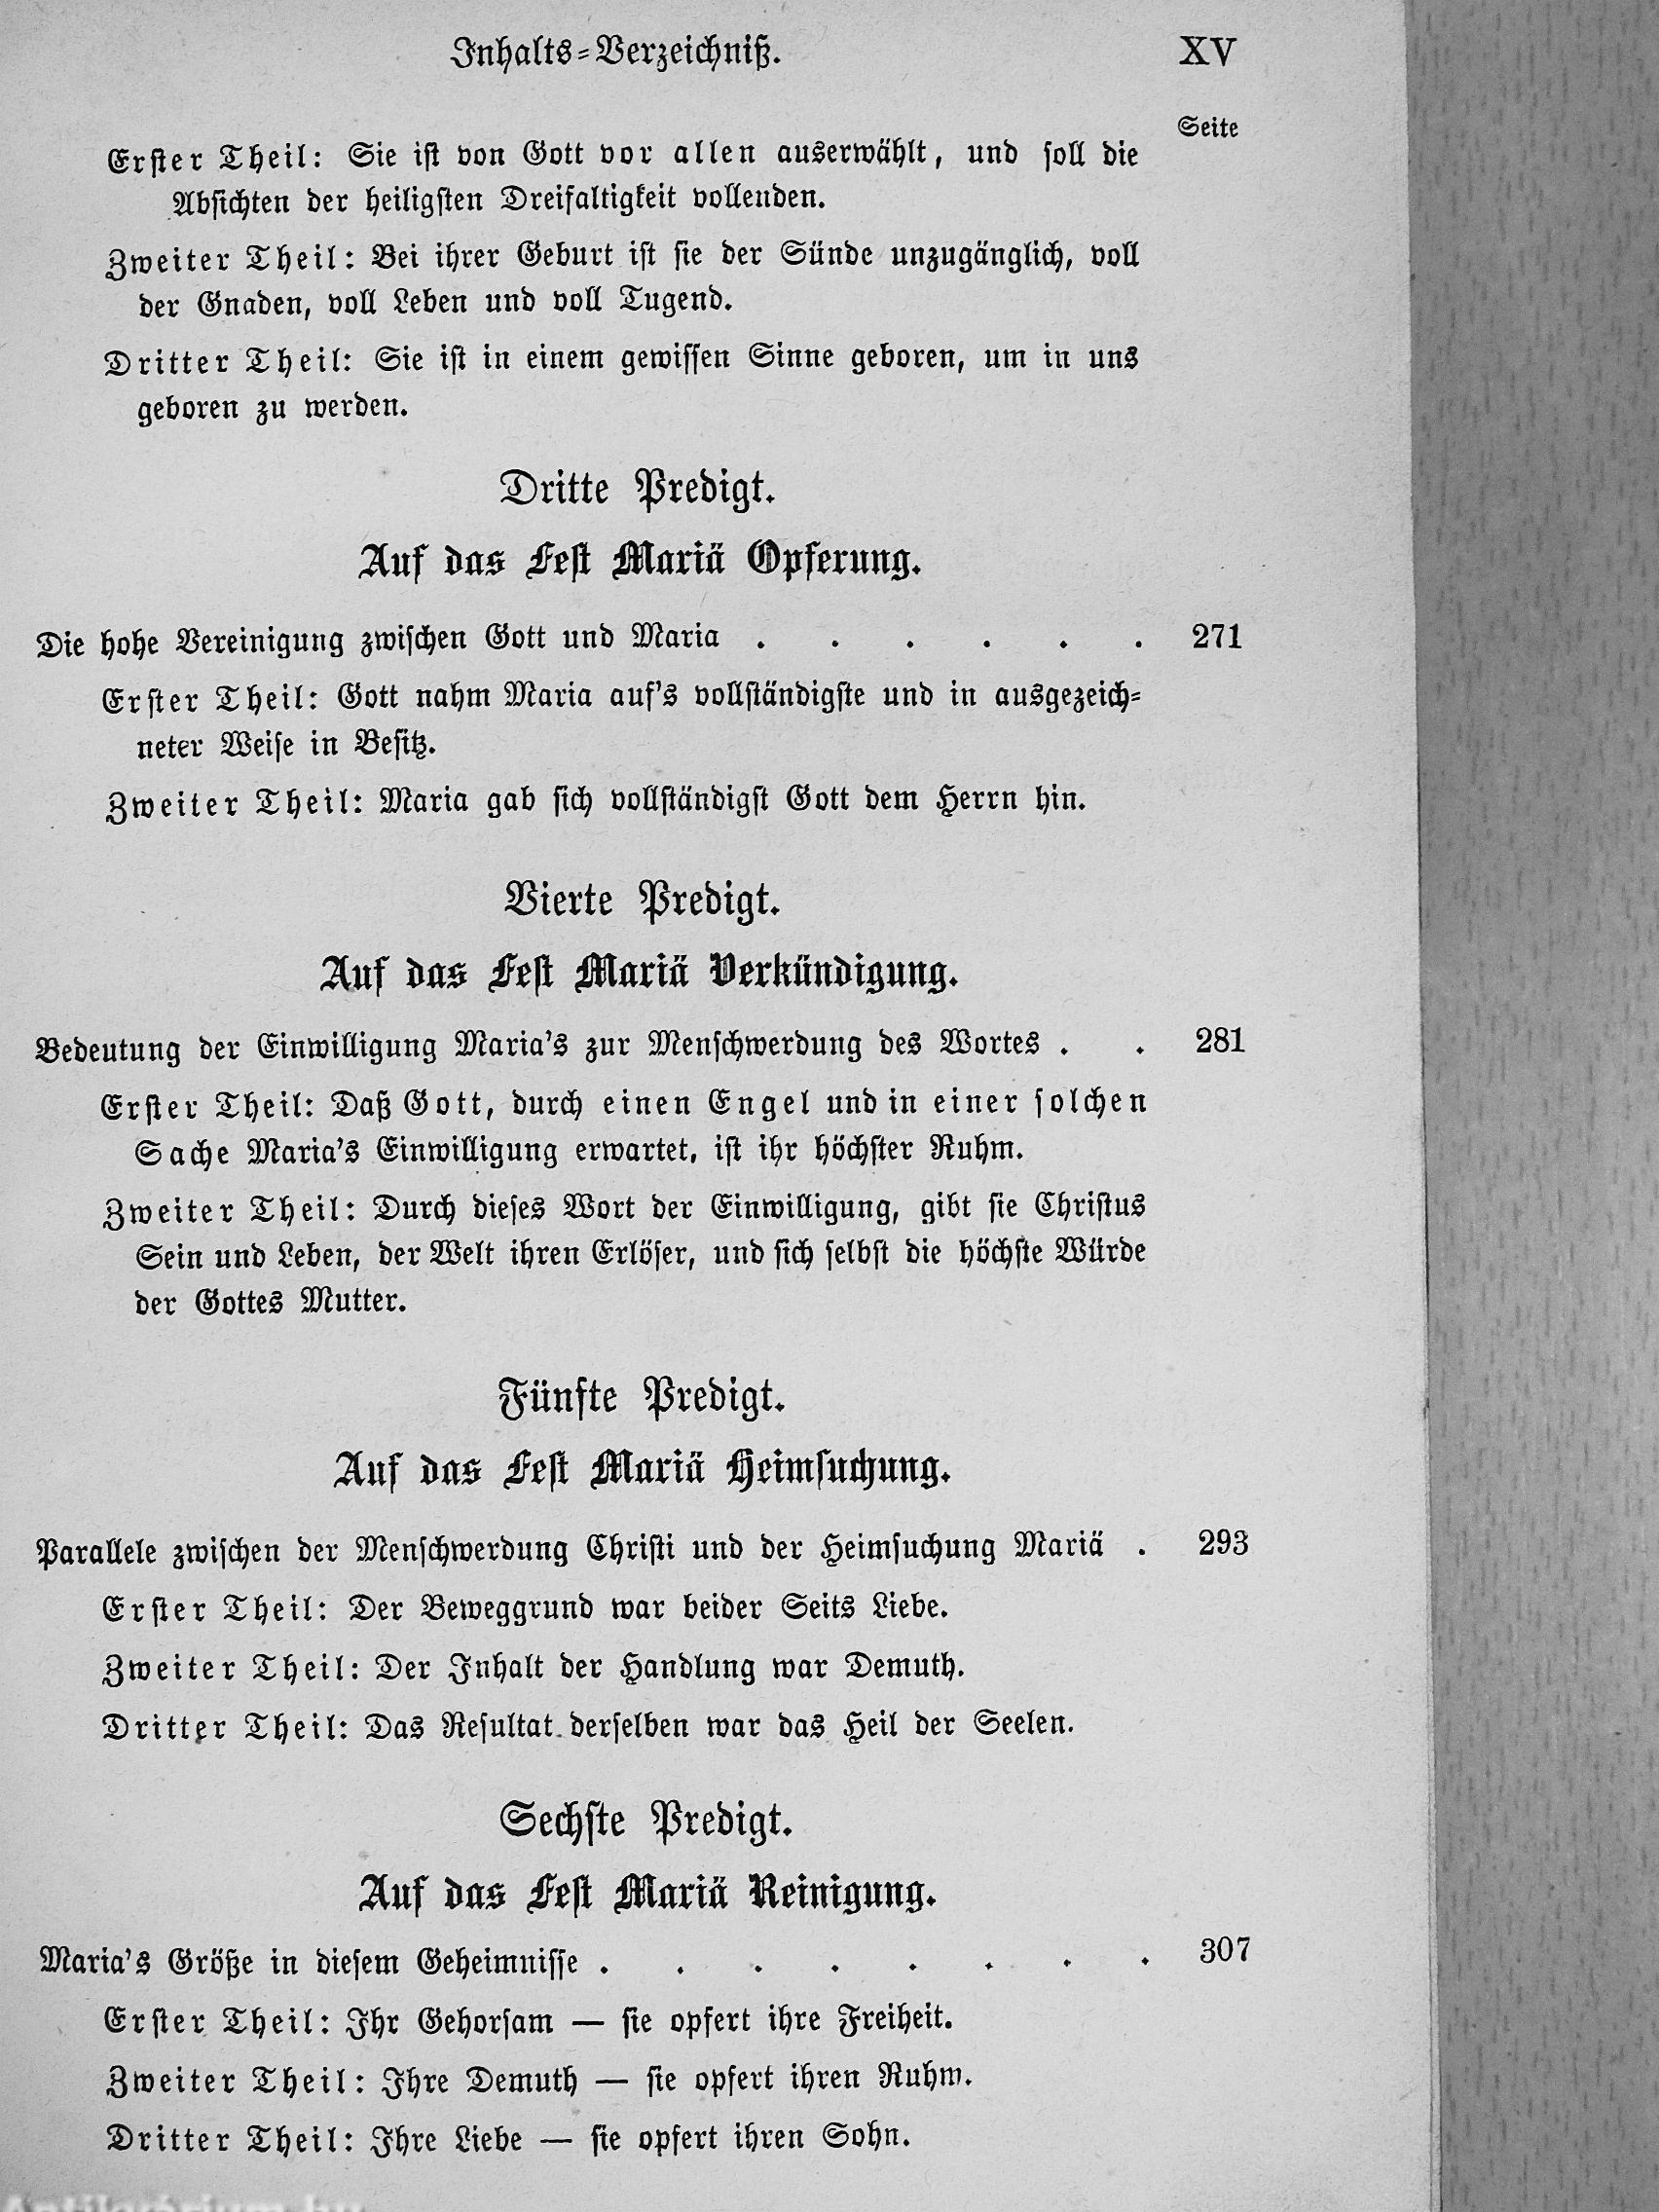 Inhalts-Verzeichniß. XV
Seite
Erster Theil: Sie ist von Gott vor allen auserwählt, und soll die
Absichten der heiligsten Dreifaltigkeit vollenden.
Zweiter Theil: Bei ihrer Geburt ist sie der Sünde unzugänglich, voll
der Gnaden, voll Leben und voll Tugend.
Dritter Theil: Sie ist in einem gewissen Sinne geboren, um in uns
geboren zu werden.
Dritte Predigt.
Auf das Fest Mariä Opferung.
Die hohe Vereinigung zwischen Gott und Maria . . . . . . 271
Erster Theil: Gott nahm Maria auf's vollständigste und in ausgezeich-
neter Weise in Besitz.
Zweiter Theil: Maria gab sich vollständigst Gott dem Herrn hin.
Vierte Predigt.
Auf das Fest Mariä Verkündigung.
Bedeutung der Einwilligung Maria's zur Menschwerdung des Wortes . . 281
Erster Theil: Daß Gott, durch einen Engel und in einer solchen
Sache Maria's Einwilligung erwartet, ist ihr höchster Ruhm.
Zweiter Theil: Durch dieses Wort der Einwilligung, gibt sie Christus
Sein und Leben, der Welt ihren Erlöser, und sich selbst die höchste Würde
der Gottes Mutter.
Fünfte Predigt.
Auf das Fest Mariä Heimsuchung.
Parallele zwischen der Menschwerdung Christi und der Heimsuchung Mariä . 293
Erster Theil: Der Beweggrund war beider Seits Liebe.
Zweiter Theil: Der Inhalt der Handlung war Demuth.
Dritter Theil: Das Resultat derselben war das Heil der Seelen.
Sechste Predigt.
Auf das Fest Mariä Reinigung.
Maria's Größe in diesem Geheimnisse . . . . . . . . 307
Erster Theil: Ihr Gehorsam — sie opfert ihre Freiheit.
Zweiter Theil: Ihre Demuth — sie opfert ihren Ruhm.
Dritter Theil: Ihre Liebe — sie opfert ihren Sohn.